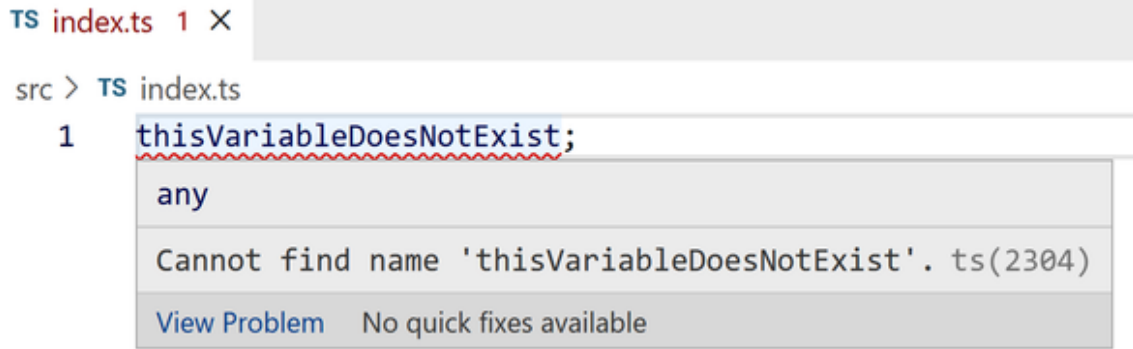 TS index.ts 1 ×
src > TS index.ts
1 thisVariableDoesNotExist;
any
Cannot find name 'thisVariableDoesNotExist'. ts(2304)
View Problem No quick fixes available